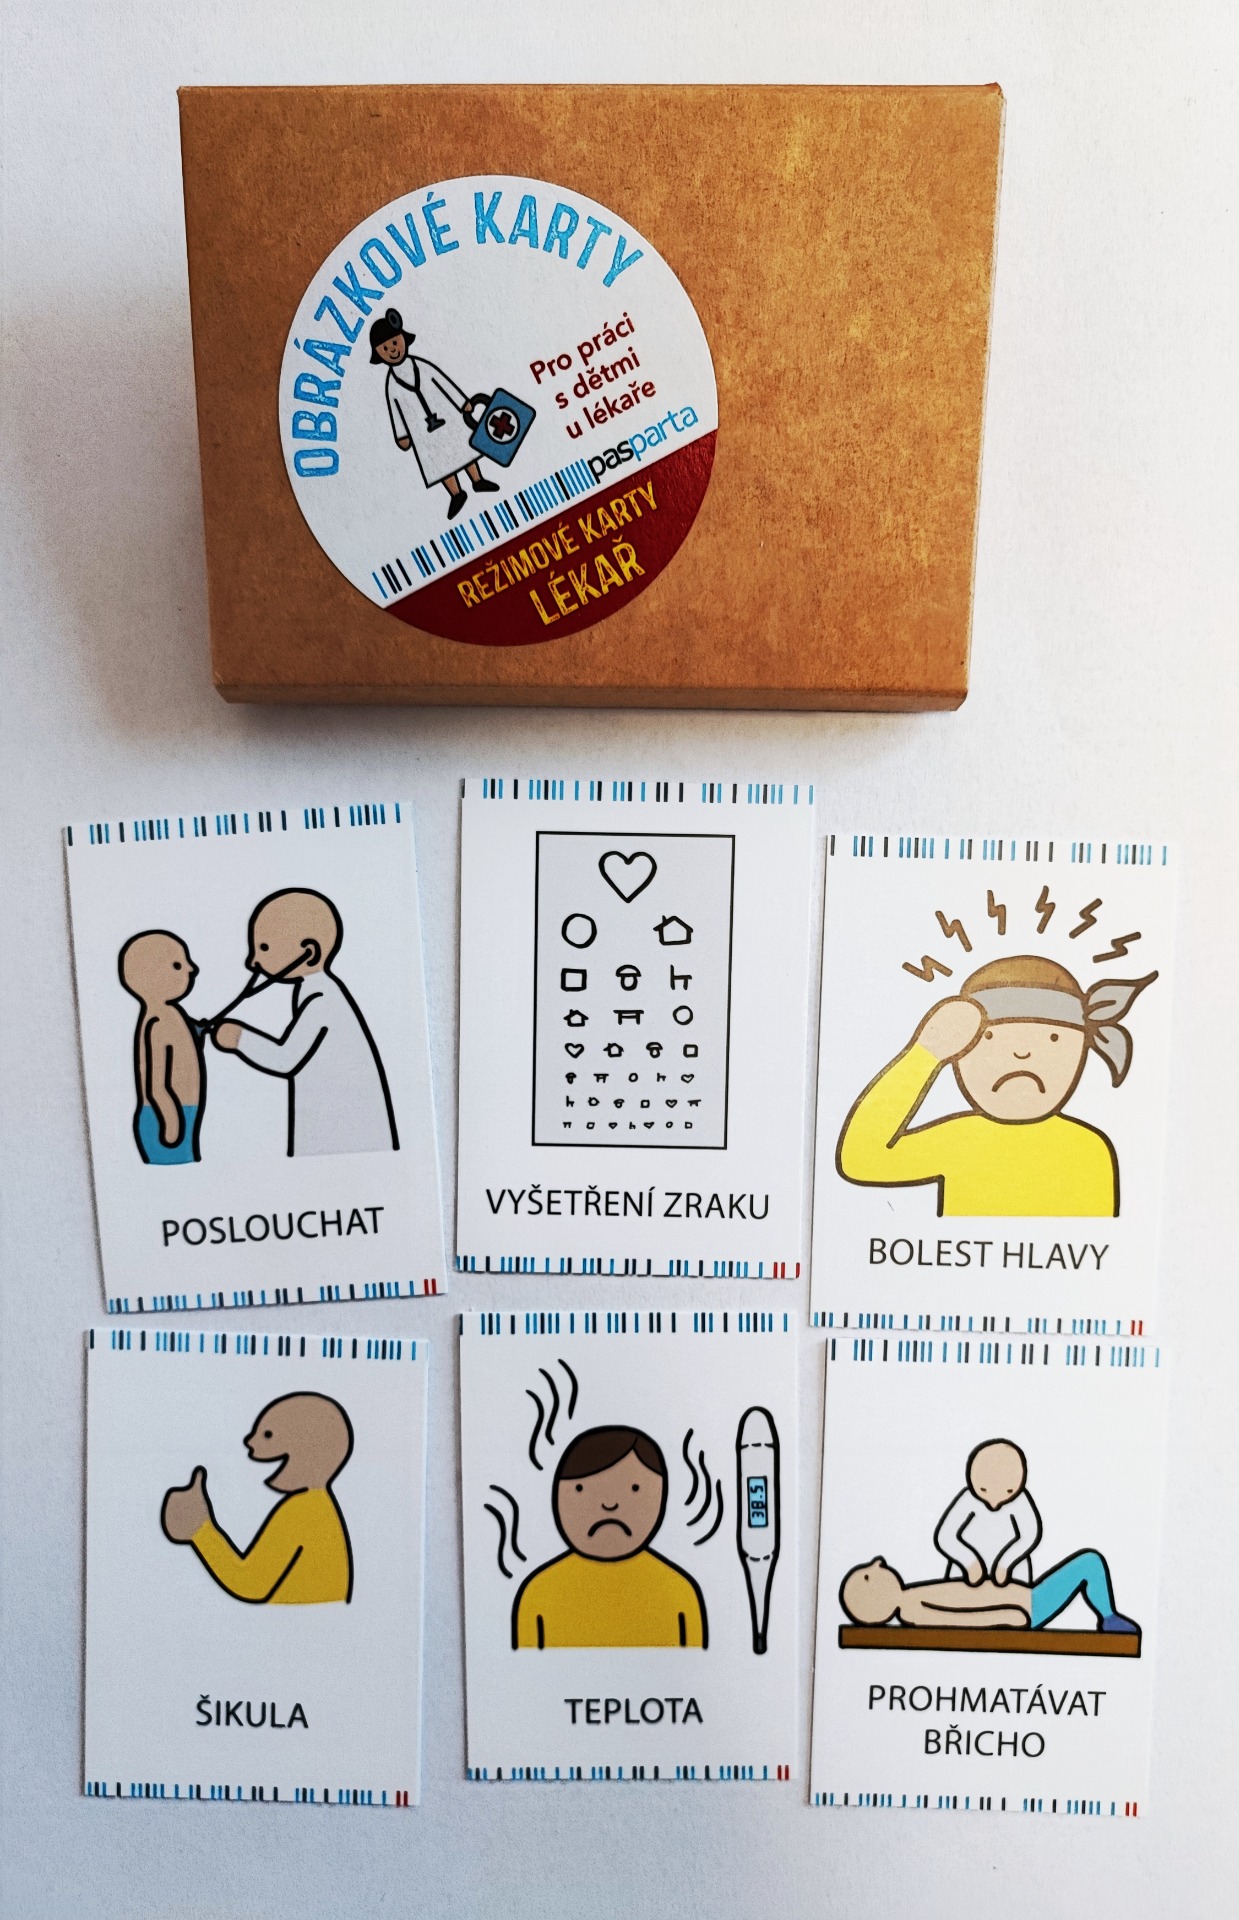 OBRÁZKOVÉ KARTY
Pro práci
s dětmi
u lékaře
pasparta
REŽIMOVÉ KARTY
LÉKAŘ
POSLOUCHAT
VYŠETŘENÍ ZRAKU
BOLEST HLAVY
ŠIKULA
38.5
TEPLOTA
PROHMATÁVAT
BŘICHO